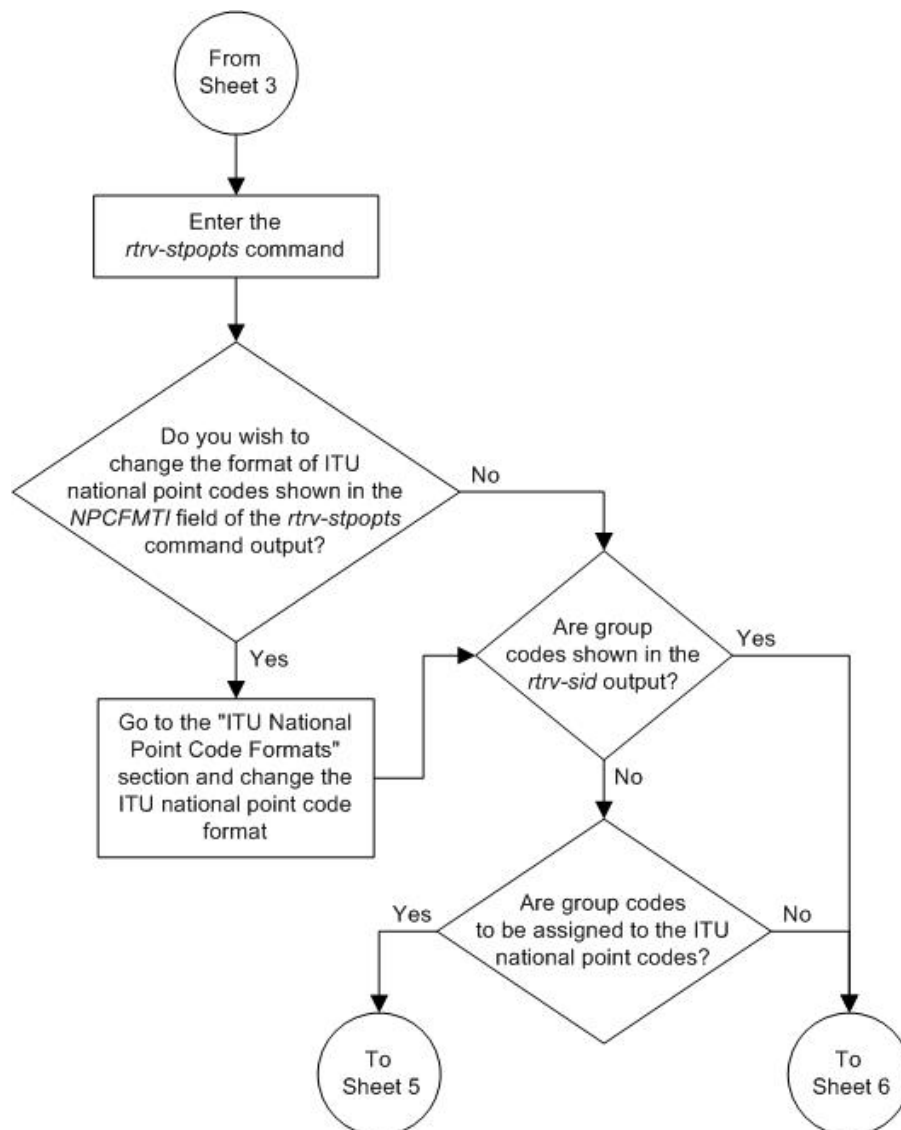 From
Sheet 3
Enter the
rtrv-stpopts command
Do you wish to
change the format of ITU
national point codes shown in the
NPCFMTI field of the rtrv-stpopts
command output?
No
Yes
Are group
codes shown in the
rtrv-sid output?
Yes
Go to the "ITU National
Point Code Formats"
section and change the
ITU national point code
format
No
Are group codes
to be assigned to the ITU
national point codes?
Yes
No
To
Sheet 5
To
Sheet 6